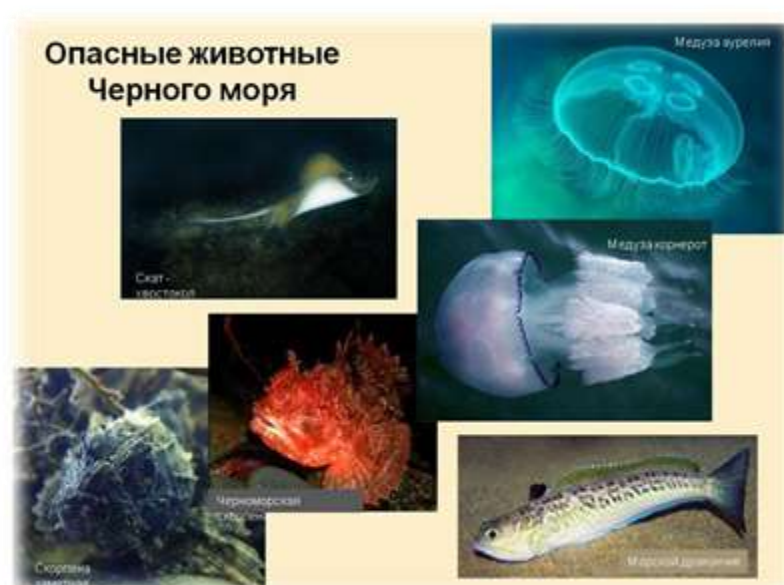 Опасные животные
Черного моря
Медуза аурелия
Скат -
хвостокол
Медуза корнерот
Черноморская
Скорпена
Морской дракончик